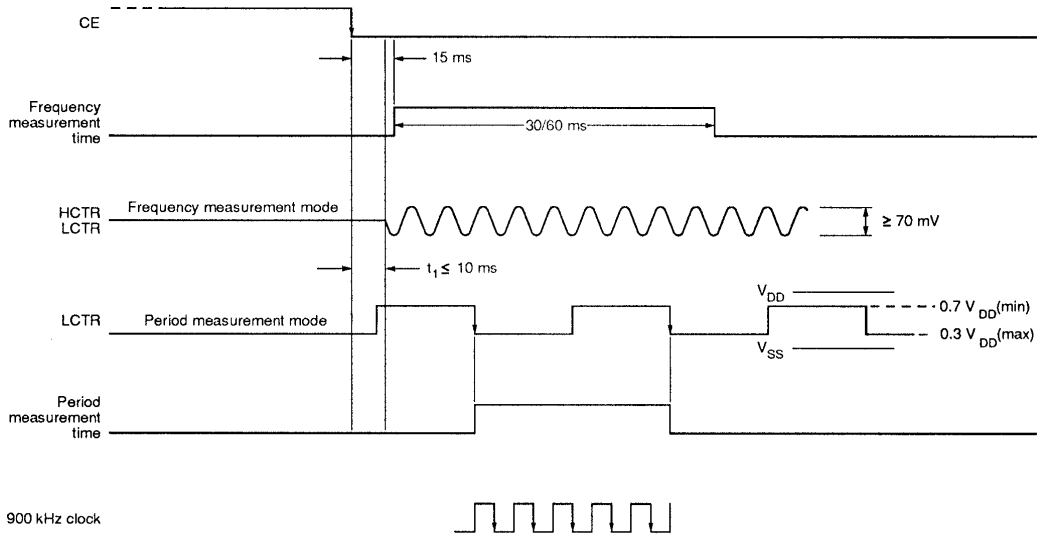 CE
15 ms
Frequency
measurement
time
30/60 ms
HCTR
LCTR
Frequency measurement mode
≥ 70 mV
t1 ≤ 10 ms
LCTR
Period measurement mode
VDD
0.7 VDD(min)
0.3 VDD(max)
VSS
Period
measurement
time
900 kHz clock